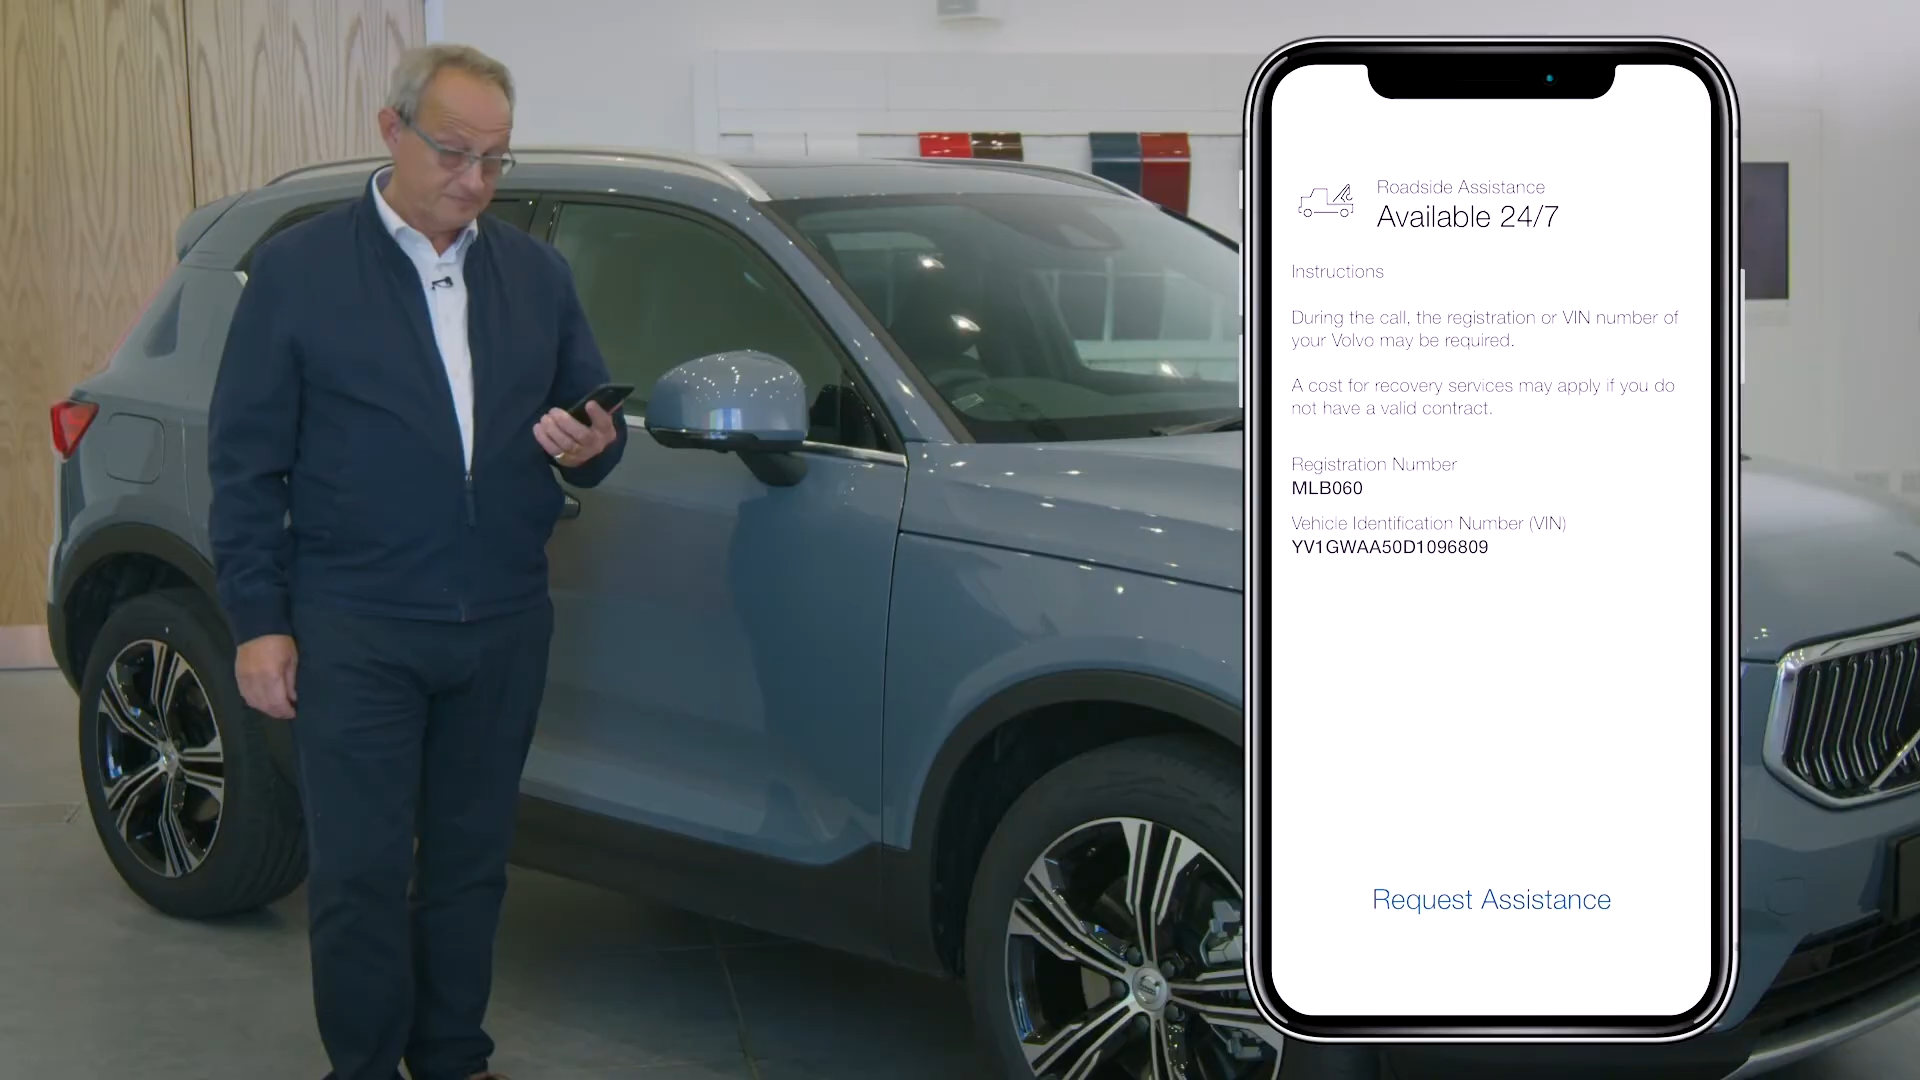 Roadside Assistance
Available 24/7
Instructions
During the call, the registration or VIN number of
your Volvo may be required.
A cost for recovery services may apply if you do
not have a valid contract.
Registration Number
MLB060
Vehicle Identification Number (VIN)
YV1GWAA50D1096809
Request Assistance